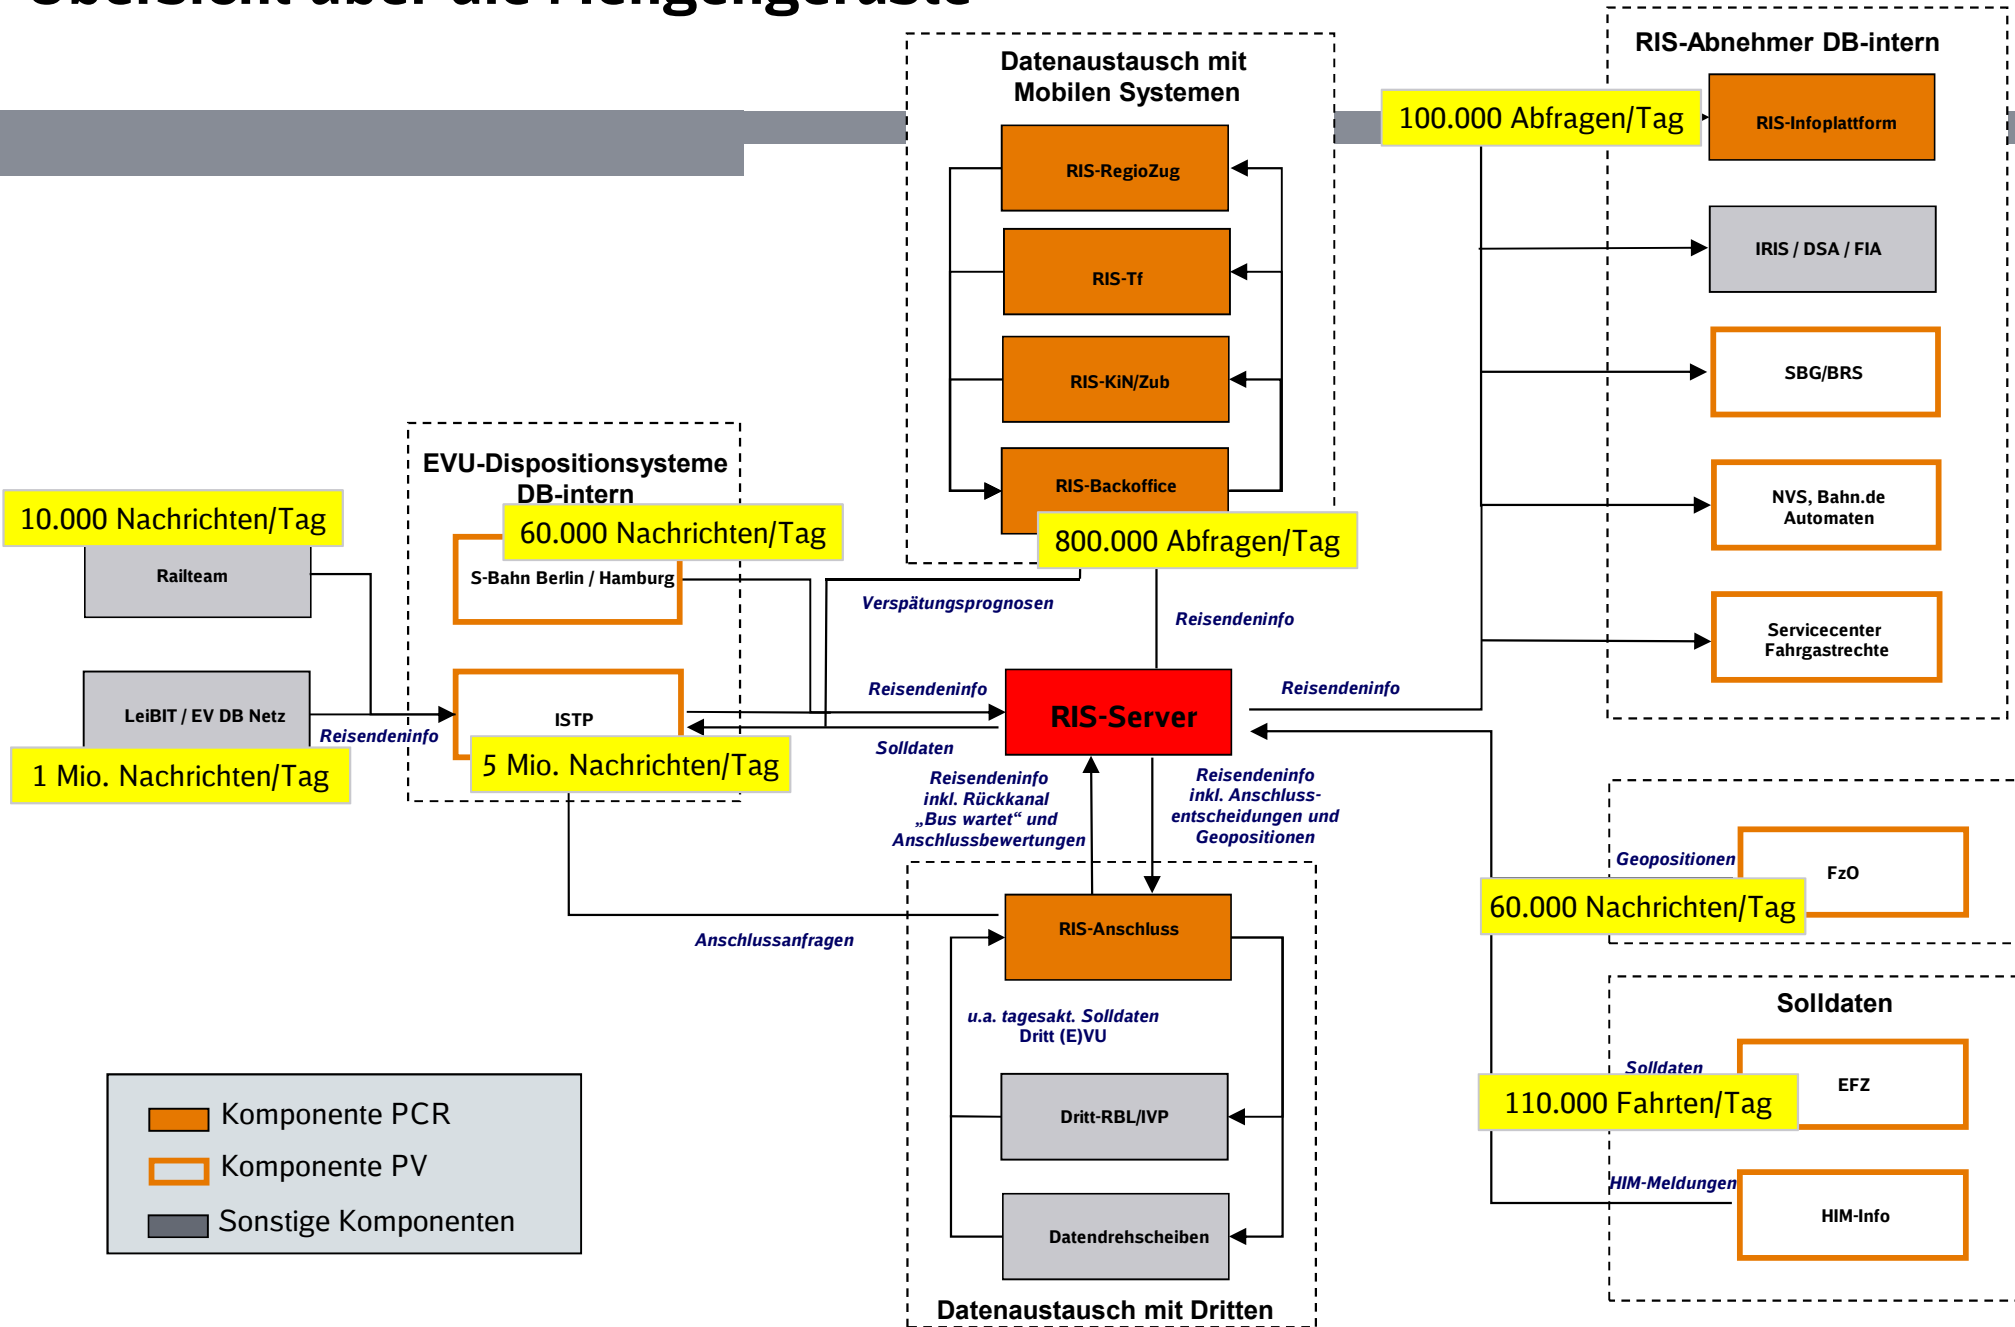 Übersicht über die Mengengerüste
Datenaustausch mit
Mobilen Systemen
RIS-RegioZug
RIS-Tf
RIS-KiN/Zub
RIS-Backoffice
800.000 Abfragen/Tag
RIS-Abnehmer DB-intern
100.000 Abfragen/Tag
RIS-Infoplattform
IRIS / DSA / FIA
SBG/BRS
NVS, Bahn.de
Automaten
Servicecenter
Fahrgastrechte
EVU-Dispositionsysteme
DB-intern
10.000 Nachrichten/Tag
60.000 Nachrichten/Tag
Railteam
S-Bahn Berlin / Hamburg
Verspätungsprognosen
Reisendeninfo
LeiBIT / EV DB Netz
Reisendeninfo
1 Mio. Nachrichten/Tag
ISTP
5 Mio. Nachrichten/Tag
Reisendeninfo
Solldaten
RIS-Server
Reisendeninfo
Reisendeninfo
inkl. Rückkanal
„Bus wartet“ und
Anschlussbewertungen
Reisendeninfo
inkl. Anschluss-
entscheidungen und
Geopositionen
Anschlussanfragen
RIS-Anschluss
u.a. tagesakt. Solldaten
Dritt (E)VU
Dritt-RBL/IVP
Datendrehscheiben
Datenaustausch mit Dritten
Geopositionen
FzO
60.000 Nachrichten/Tag
Solldaten
Solldaten
EFZ
110.000 Fahrten/Tag
HIM-Meldungen
HIM-Info
Komponente PCR
Komponente PV
Sonstige Komponenten